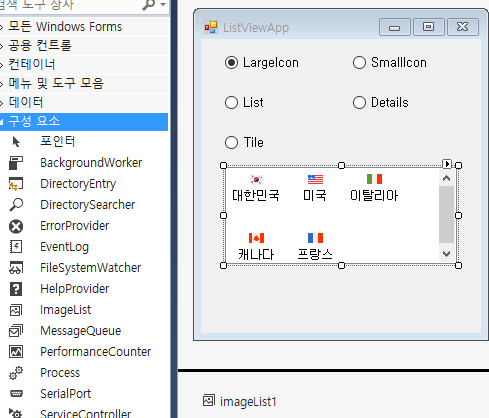 검색 도구 상자
모든 Windows Forms
공용 컨트롤
컨테이너
메뉴 및 도구 모음
데이터
구성 요소
포인터
BackgroundWorker
DirectoryEntry
DirectorySearcher
ErrorProvider
EventLog
FileSystemWatcher
HelpProvider
ImageList
MessageQueue
PerformanceCounter
Process
SerialPort
ServiceController
ListViewApp
LargeIcon
SmallIcon
List
Details
Tile
대한민국 미국 이탈리아
캐나다 프랑스
imageList1